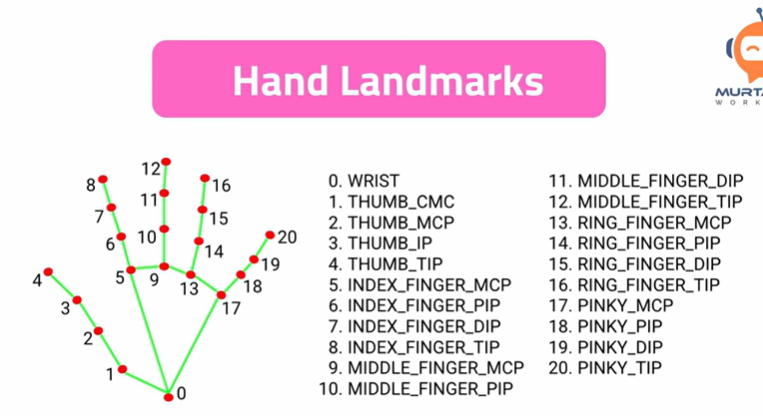 Hand Landmarks
MURTA
WORK
12
8
16
11
7
15
6
10
20
14
19
4
5
9
13
18
3
17
2
1
0
0. WRIST
1. THUMB_CMC
2. THUMB_MCP
3. THUMB_IP
4. THUMB_TIP
5. INDEX_FINGER_MCP
6. INDEX_FINGER_PIP
7. INDEX_FINGER_DIP
8. INDEX_FINGER_TIP
9. MIDDLE_FINGER_MCP
10. MIDDLE_FINGER_PIP
11. MIDDLE_FINGER_DIP
12. MIDDLE_FINGER_TIP
13. RING_FINGER_MCP
14. RING_FINGER_PIP
15. RING_FINGER_DIP
16. RING_FINGER_TIP
17. PINKY_MCP
18. PINKY_PIP
19. PINKY_DIP
20. PINKY_TIP